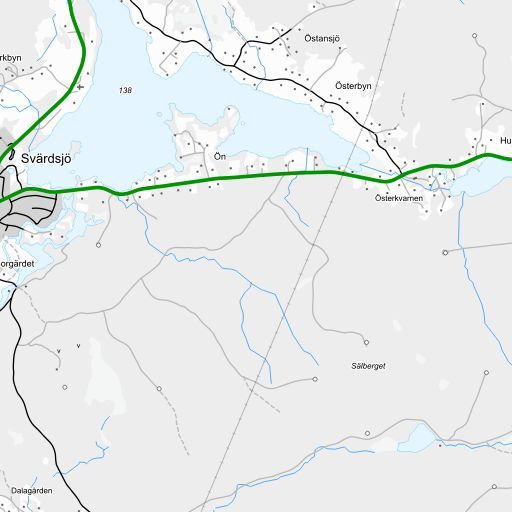 Östansjö
rkbyn
138
Österbyn
Hu
Svärdsjö
Ön
Österkvarnen
orgärdet
v v
Sälberget
Dalagården